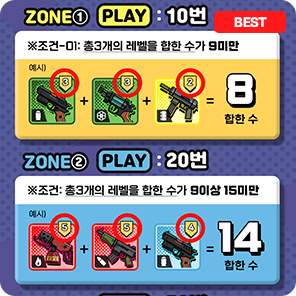 ZONE① PLAY : 10번
BEST
※조건-01: 총3개의 레벨을 합한 수가 9미만
예시)
3 + 3 + 2 = 8
합한 수
ZONE② PLAY : 20번
※조건: 총3개의 레벨을 합한 수가 9이상 15미만
예시)
5 + 5 + 4 = 14
합한 수